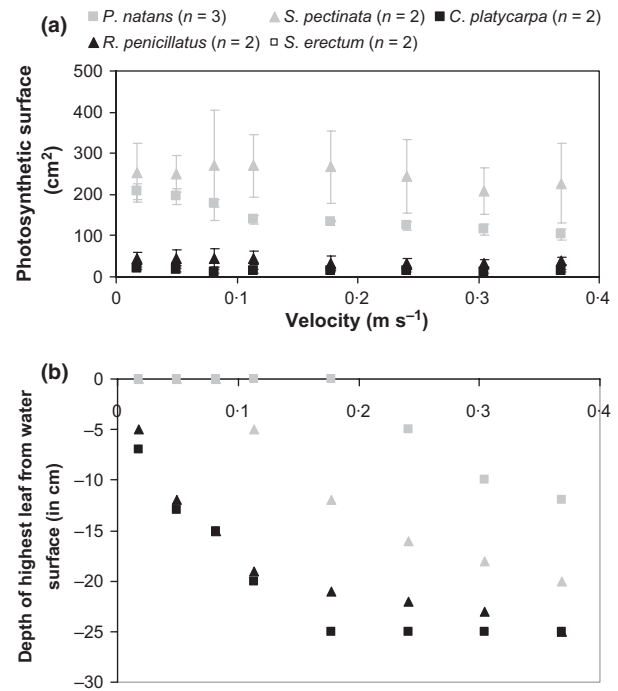 (a)
P. natans (n = 3) S. pectinata (n = 2) C. platycarpa (n = 2)
R. penicillatus (n = 2) S. erectum (n = 2)
Photosynthetic surface
(cm2)
500
400
300
200
100
0
0 0·1 0·2 0·3 0·4
Velocity (m s–1)
(b)
Depth of highest leaf from water
surface (in cm)
0
0 0·1 0·2 0·3 0·4
–5
–10
–15
–20
–25
–30